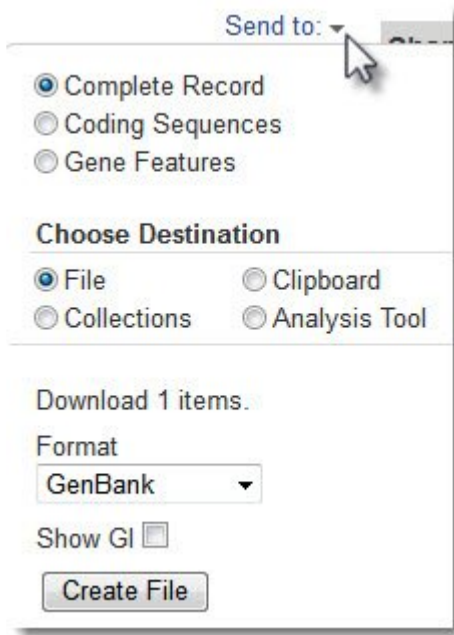 Send to:
Complete Record
Coding Sequences
Gene Features
Choose Destination
File Clipboard
Collections Analysis Tool
Download 1 items.
Format
GenBank
Show GI
Create File